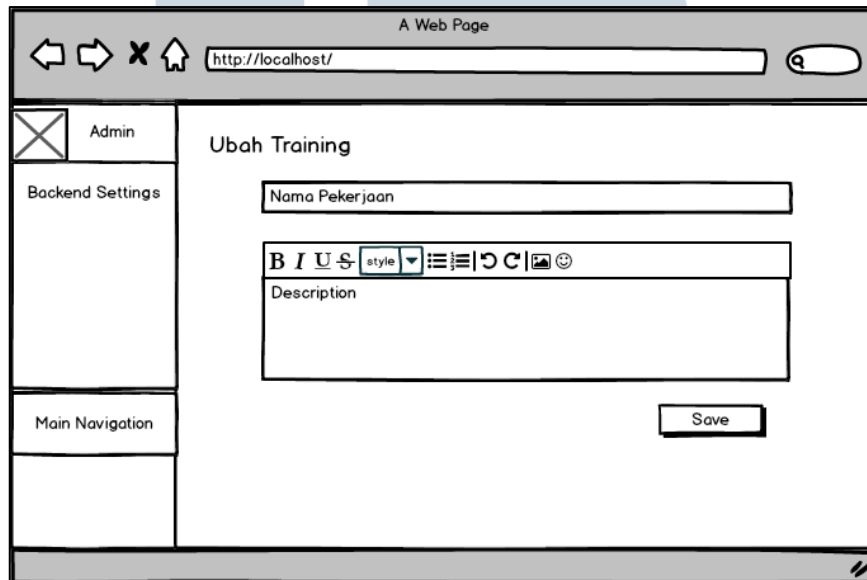 A Web Page
http://localhost/
Admin
Backend Settings
Main Navigation
Ubah Training
Nama Pekerjaan
B I U S style
Description
Save